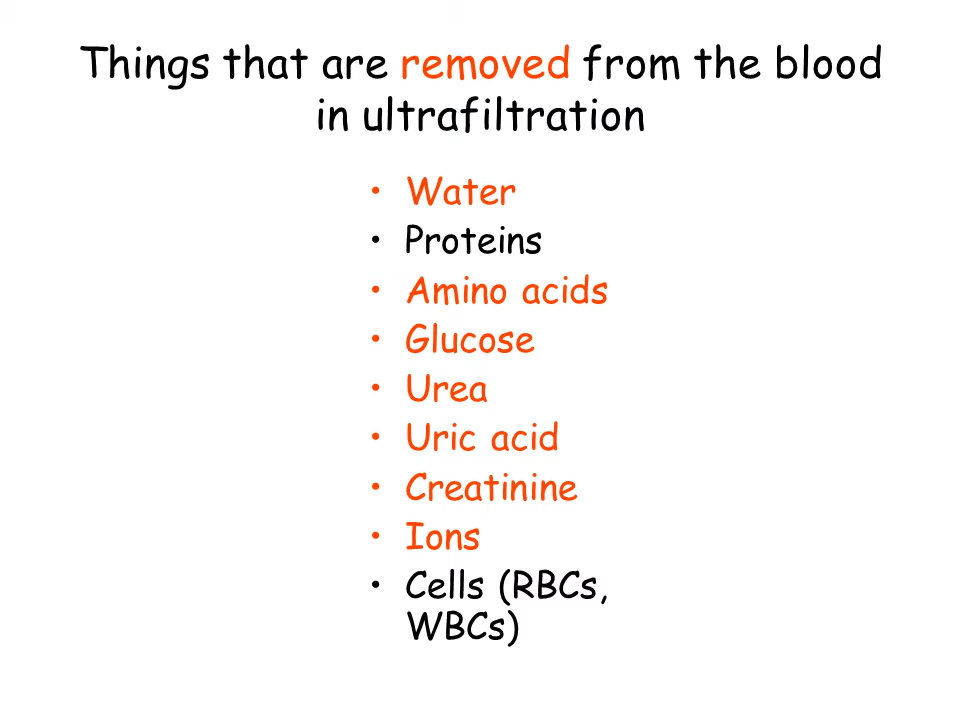 Things that are removed from the blood
in ultrafiltration
• Water
• Proteins
• Amino acids
• Glucose
• Urea
• Uric acid
• Creatinine
• Ions
• Cells (RBCs,
WBCs)